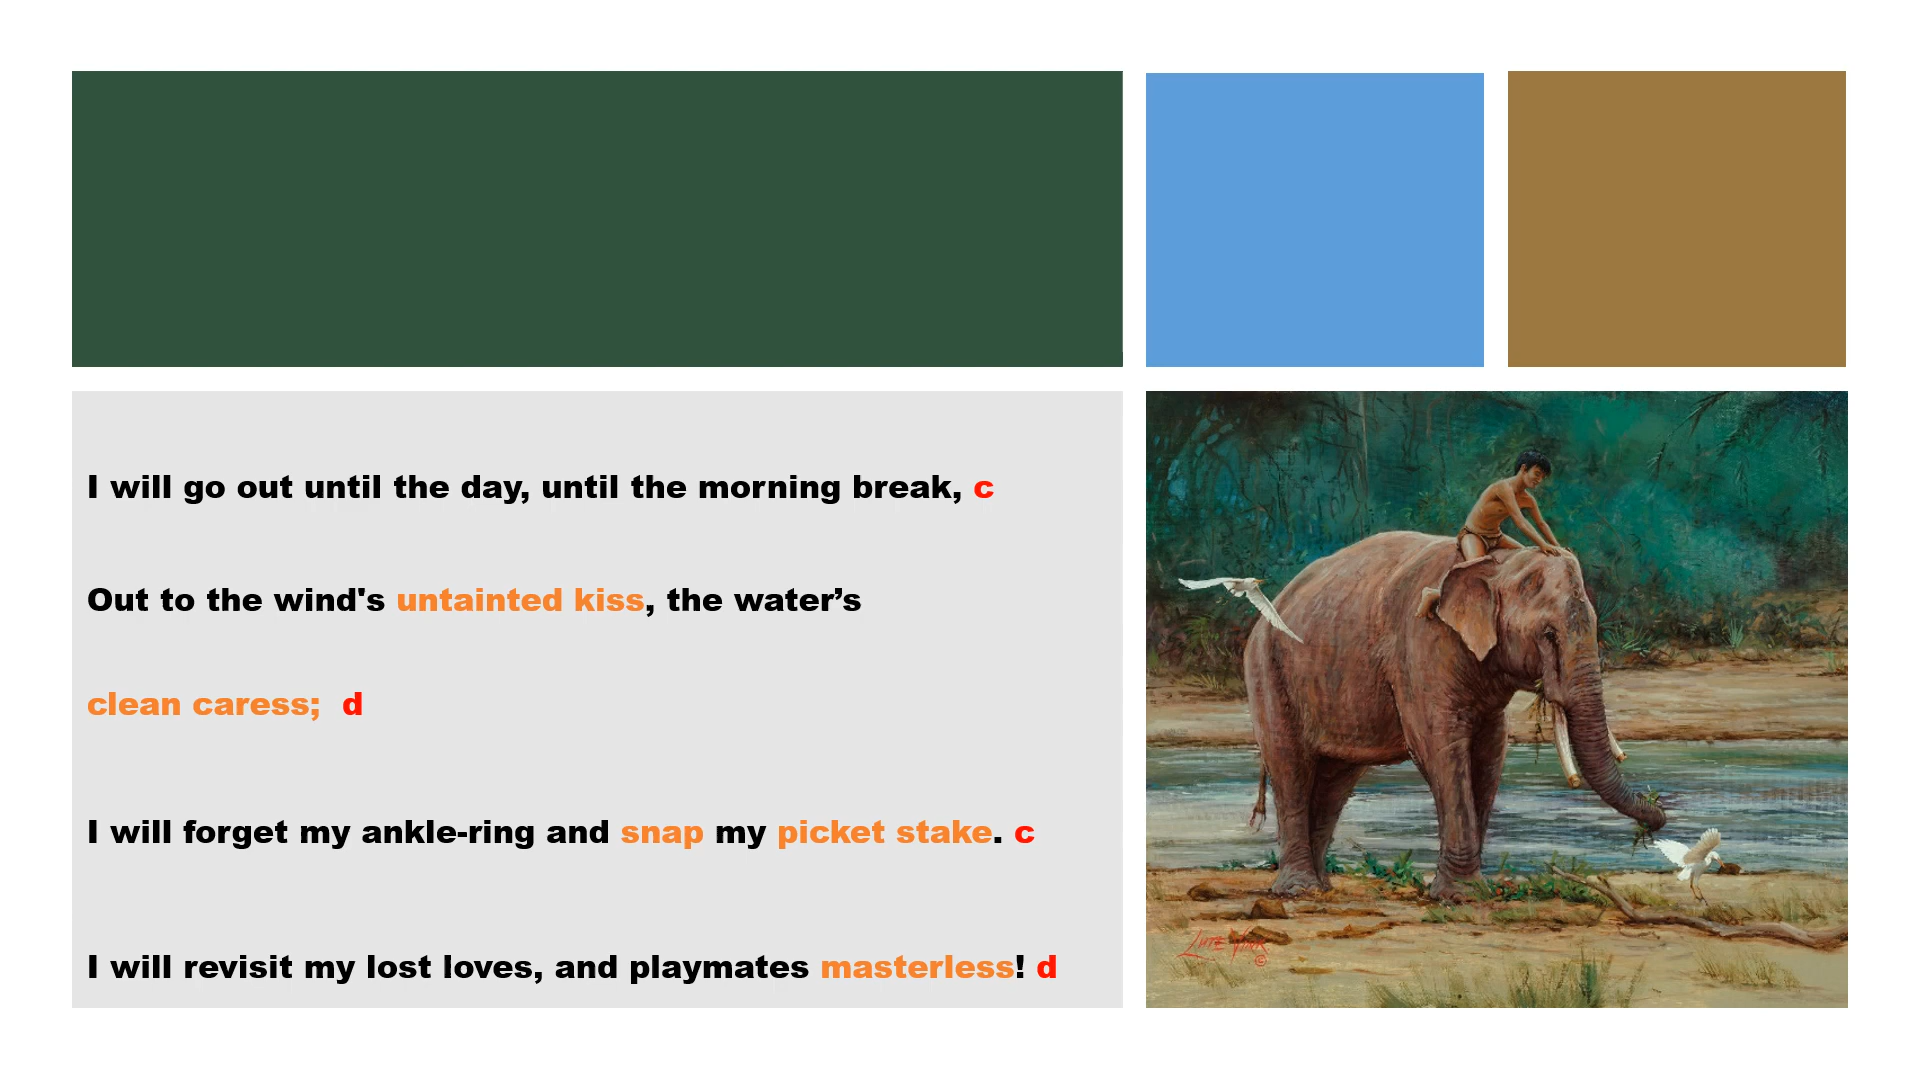 I will go out until the day, until the morning break, c
Out to the wind's untainted kiss, the water’s
clean caress; d
I will forget my ankle-ring and snap my picket stake. c
I will revisit my lost loves, and playmates masterless! d
Lute Vink
©